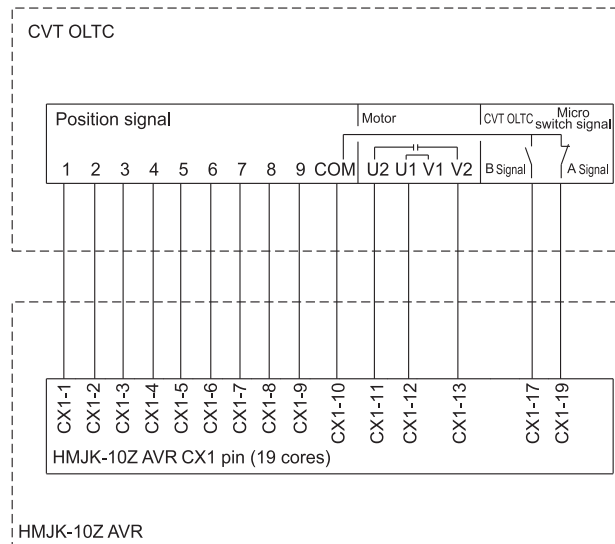 CVT OLTC
Position signal
Motor
CVT OLTC
Micro
switch signal
1 2 3 4 5 6 7 8 9 COM U2 U1 V1 V2 B Signal A Signal
CX1-1
CX1-2
CX1-3
CX1-4
CX1-5
CX1-6
CX1-7
CX1-8
CX1-9
CX1-10
CX1-11
CX1-12
CX1-13
CX1-17
CX1-19
HMJK-10Z AVR CX1 pin (19 cores)
HMJK-10Z AVR